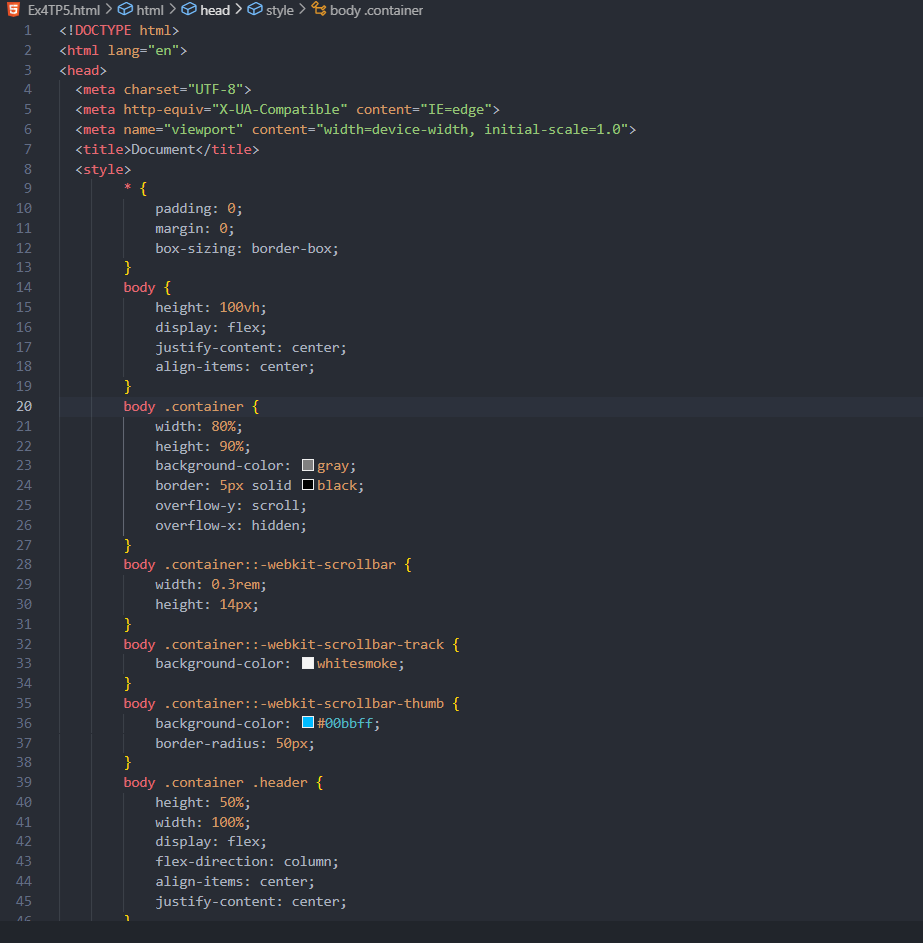 Ex4TP5.html > html > head > style > body .container
1 <!DOCTYPE html>
2 <html lang="en">
3 <head>
4 <meta charset="UTF-8">
5 <meta http-equiv="X-UA-Compatible" content="IE=edge">
6 <meta name="viewport" content="width=device-width, initial-scale=1.0">
7 <title>Document</title>
8 <style>
9 * {
10 padding: 0;
11 margin: 0;
12 box-sizing: border-box;
13 }
14 body {
15 height: 100vh;
16 display: flex;
17 justify-content: center;
18 align-items: center;
19 }
20 body .container {
21 width: 80%;
22 height: 90%;
23 background-color: gray;
24 border: 5px solid black;
25 overflow-y: scroll;
26 overflow-x: hidden;
27 }
28 body .container::-webkit-scrollbar {
29 width: 0.3rem;
30 height: 14px;
31 }
32 body .container::-webkit-scrollbar-track {
33 background-color: whitesmoke;
34 }
35 body .container::-webkit-scrollbar-thumb {
36 background-color: #00bbff;
37 border-radius: 50px;
38 }
39 body .container .header {
40 height: 50%;
41 width: 100%;
42 display: flex;
43 flex-direction: column;
44 align-items: center;
45 justify-content: center;
46 }